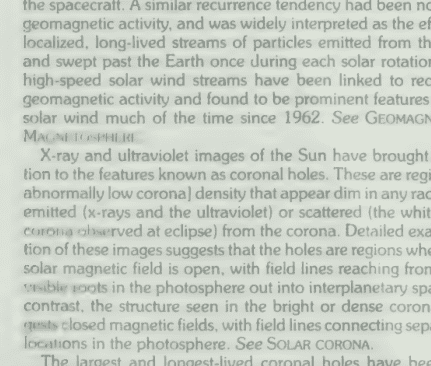 the spacecraft. A similar recurrence tendency had been no
geomagnetic activity, and was widely interpreted as the ef
localized, long-lived streams of particles emitted from th
and swept past the Earth once during each solar rotation
high-speed solar wind streams have been linked to rec
geomagnetic activity and found to be prominent features
solar wind much of the time since 1962. See GEOMAGN
MAGNETOSPHERE
X-ray and ultraviolet images of the Sun have brought
tion to the features known as coronal holes. These are regi
abnormally low corona] density that appear dim in any rad
emitted (x-rays and the ultraviolet) or scattered (the whit
corona observed at eclipse) from the corona. Detailed exa
tion of these images suggests that the holes are regions whe
solar magnetic field is open, with field lines reaching from
visible roots in the photosphere out into interplanetary spa
contrast, the structure seen in the bright or dense coron
gests closed magnetic fields, with field lines connecting sep
locations in the photosphere. See SOLAR CORONA.
The largest and longest-lived coronal holes have bee